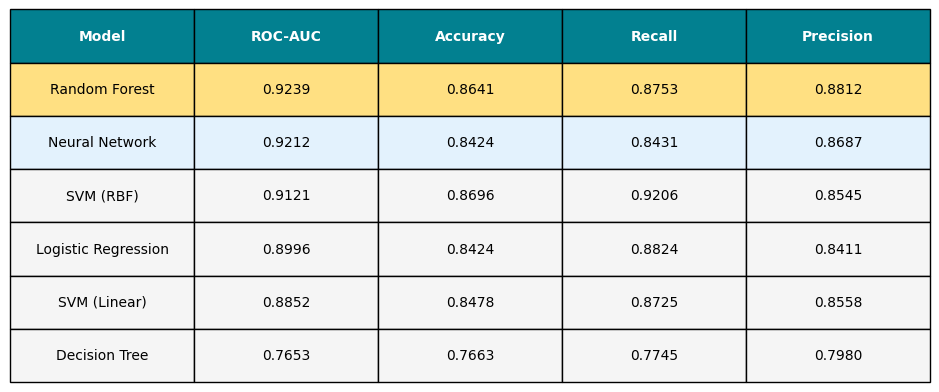 Model ROC-AUC Accuracy Recall Precision
Random Forest 0.9239 0.8641 0.8753 0.8812
Neural Network 0.9212 0.8424 0.8431 0.8687
SVM (RBF) 0.9121 0.8696 0.9206 0.8545
Logistic Regression 0.8996 0.8424 0.8824 0.8411
SVM (Linear) 0.8852 0.8478 0.8725 0.8558
Decision Tree 0.7653 0.7663 0.7745 0.7980